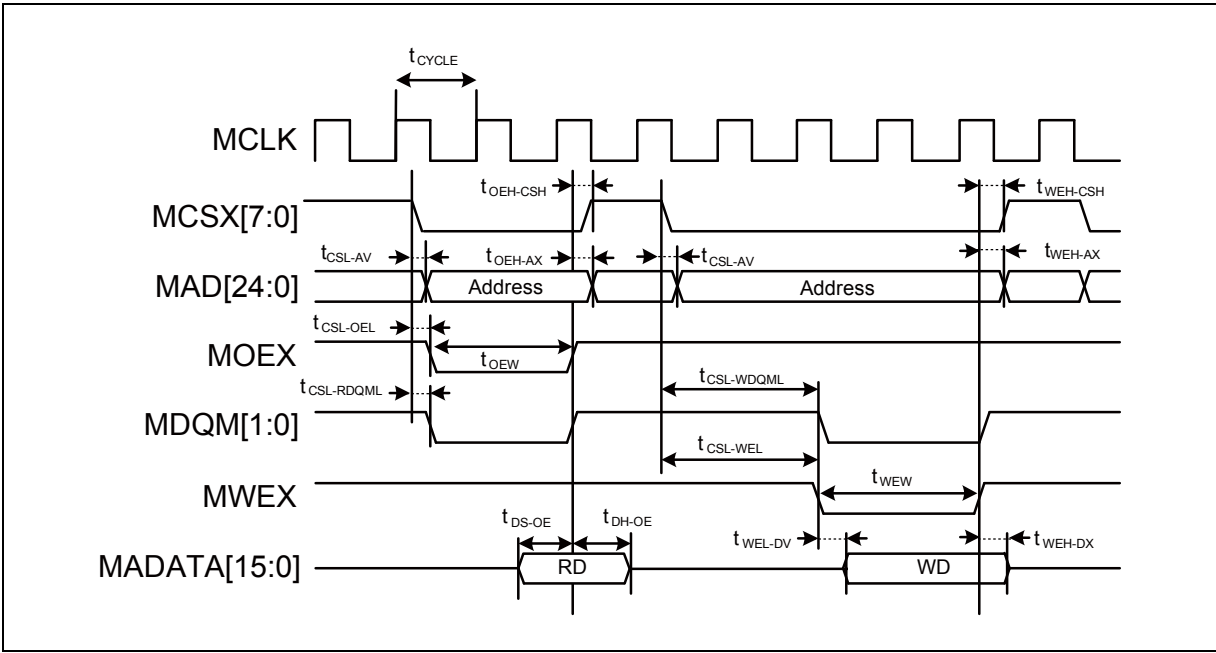 tCYCLE
MCLK
tOEH-CSH
tWEH-CSH
MCSX[7:0]
tCSL-AV
tOEH-AX
tCSL-AV
tWEH-AX
MAD[24:0]
Address
Address
tCSL-OEL
MOEX
tOEW
tCSL-RDQML
tCSL-WDQML
MDQM[1:0]
tCSL-WEL
tWEW
MWEX
tDS-OE
tDH-OE
tWEL-DV
tWEH-DX
MADATA[15:0]
RD
WD